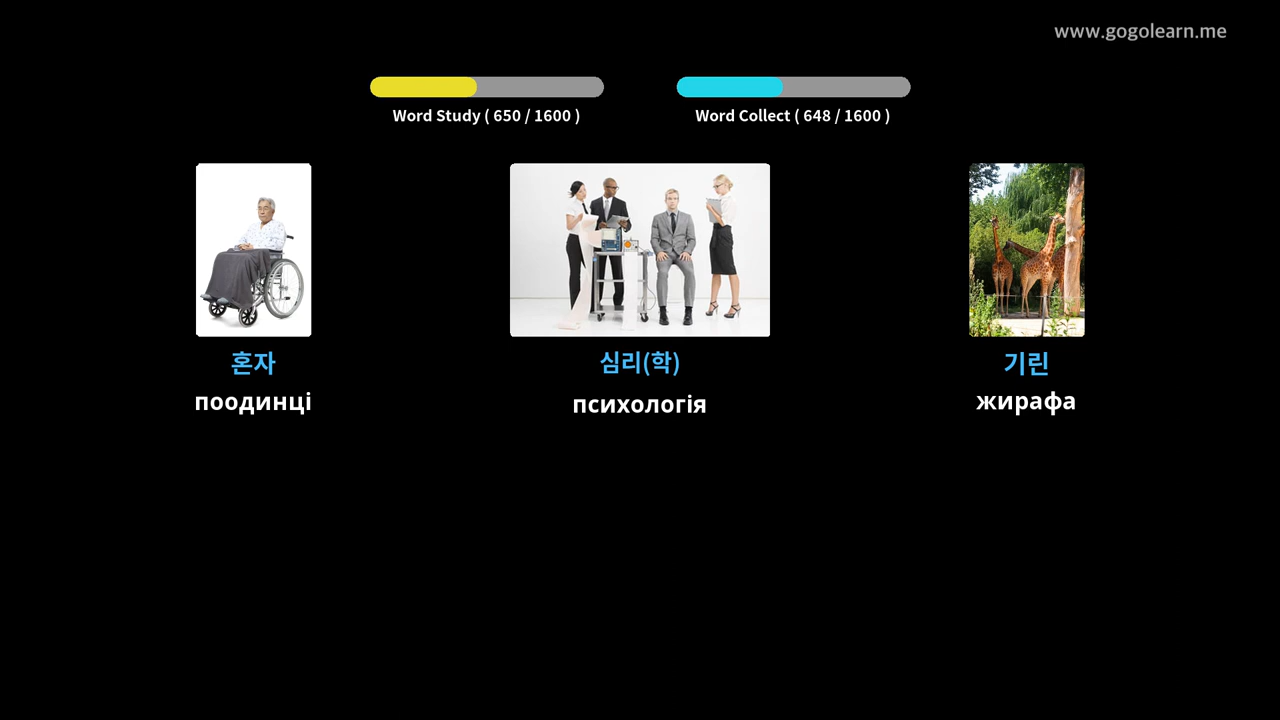 www.gogolearn.me
Word Study ( 650 / 1600 )
Word Collect ( 648 / 1600 )
혼자
심리(학)
기린
поодинці
психологія
жирафа